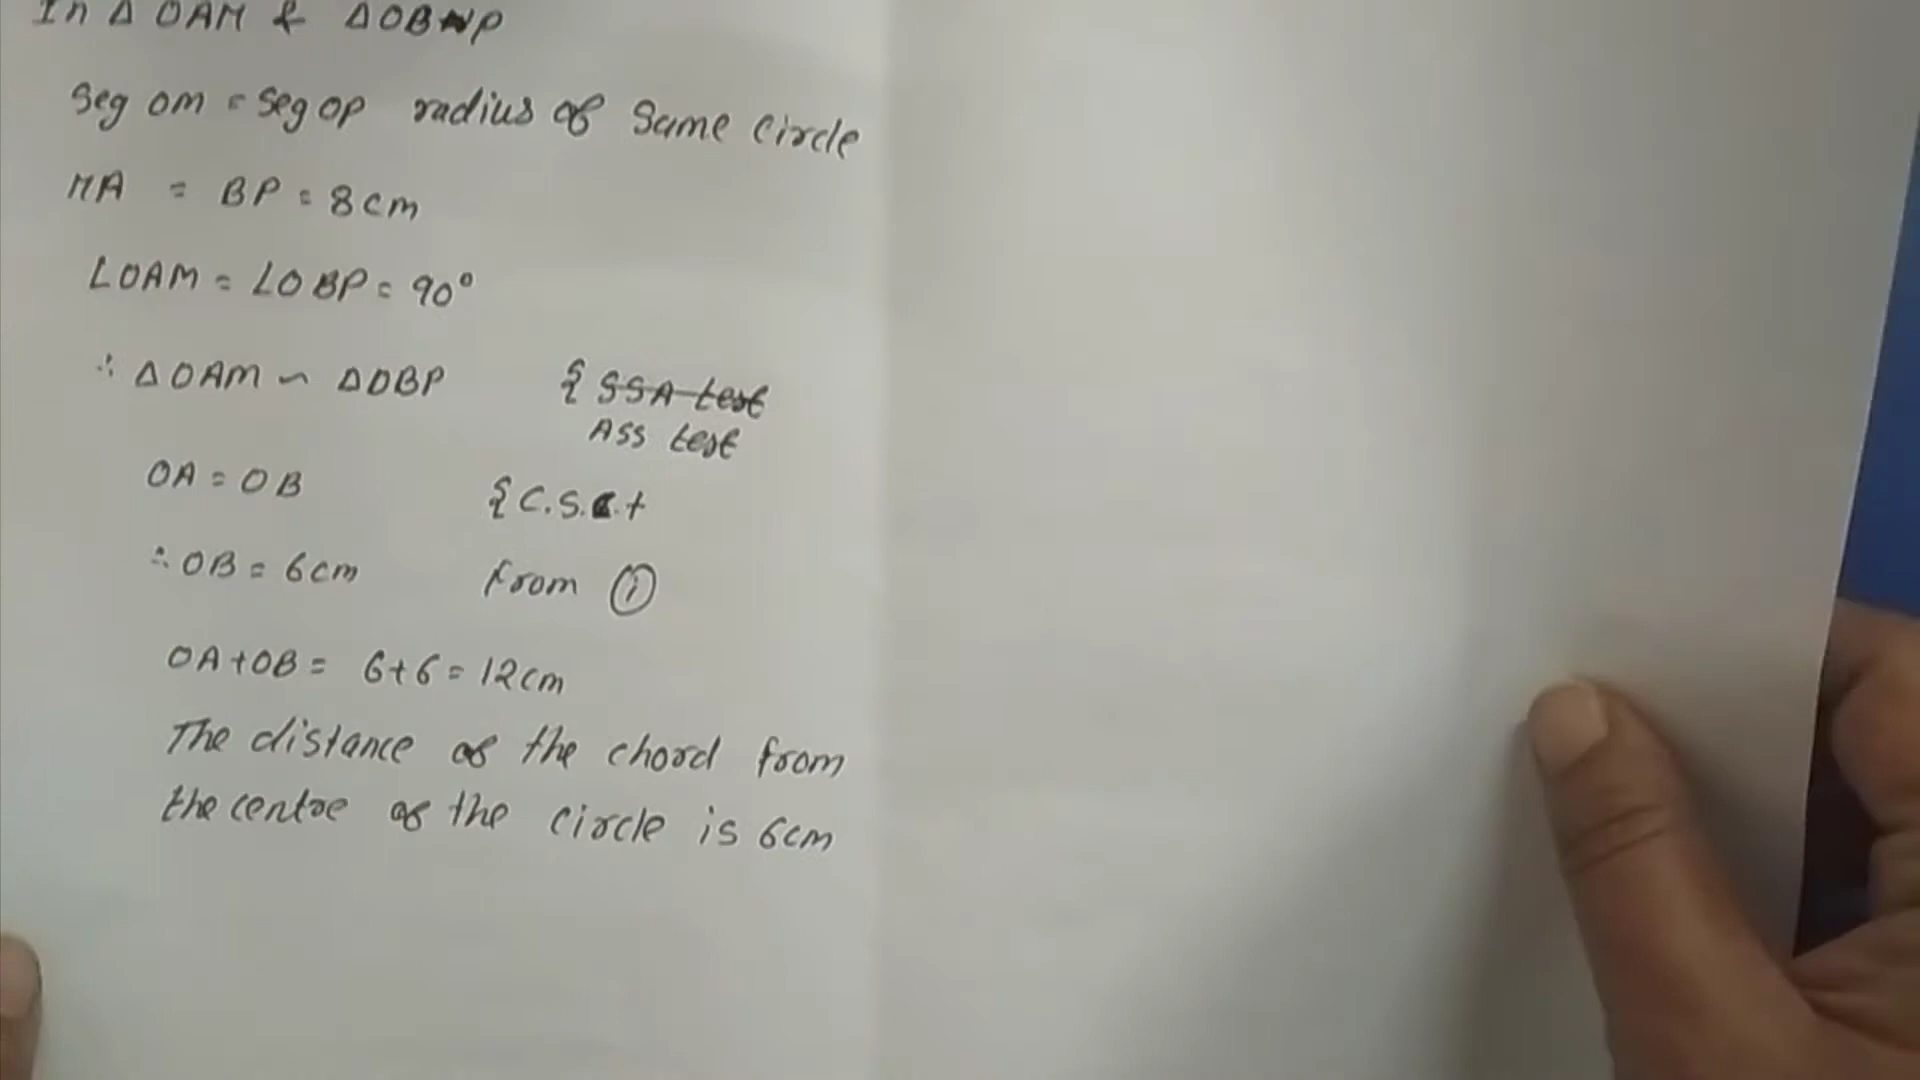 In Δ OAM & Δ OBP
Seg OM = Seg OP radius of Same Circle
MA = BP = 8cm
∠OAM = ∠OBP = 90°
∴ ΔOAM ~ ΔOBP { SSA test
ASS test
OA = OB { C.S.C.t
∴ OB = 6cm from ①
OA+OB = 6+6 = 12cm
The distance of the chord from
the centre of the circle is 6cm